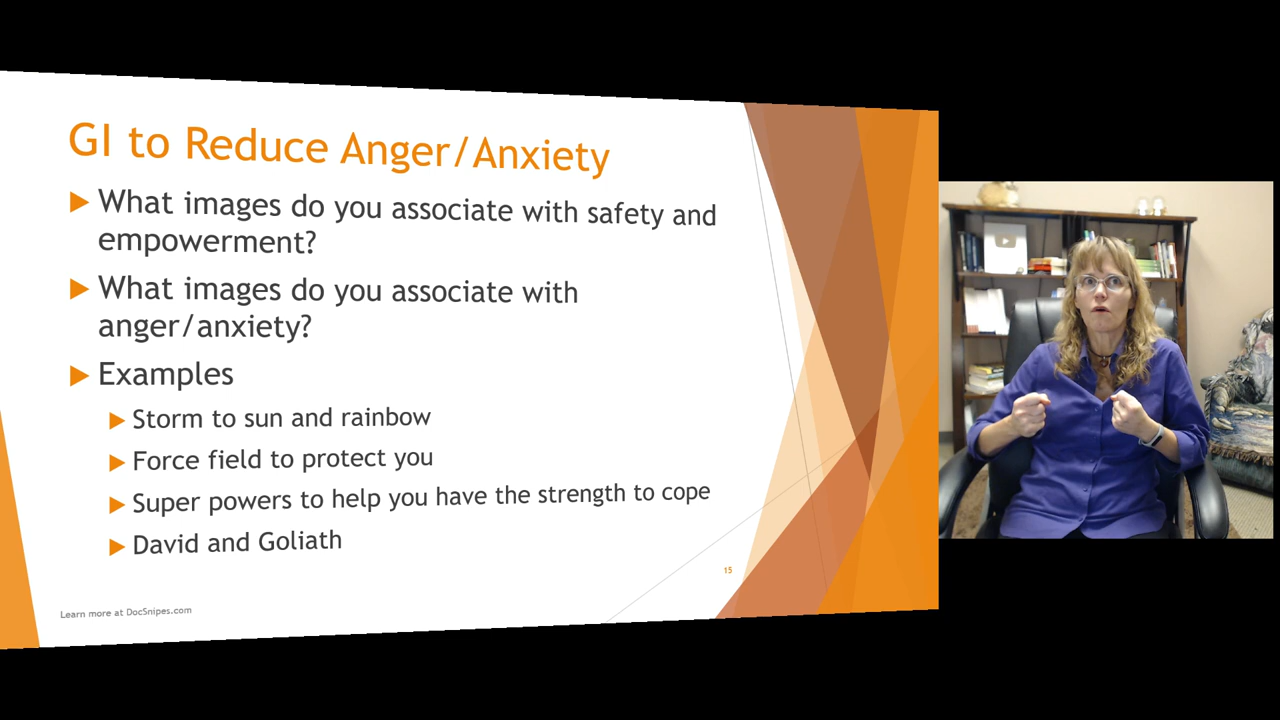 GI to Reduce Anger/Anxiety
What images do you associate with safety and
empowerment?
What images do you associate with
anger/anxiety?
Examples
Storm to sun and rainbow
Force field to protect you
Super powers to help you have the strength to cope
David and Goliath
15
Learn more at DocSnipes.com